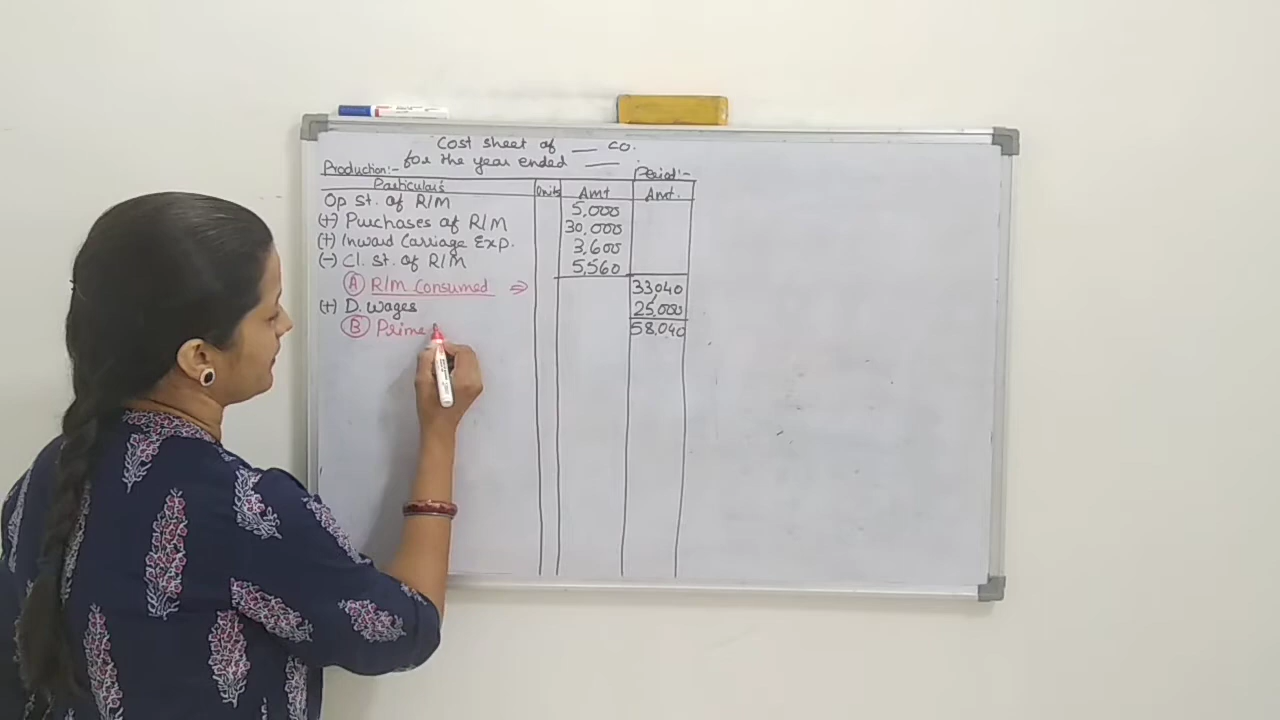 Cost sheet of __ Co.
for the year ended __ .
Production:- Period:-
Particulars Units Amt Amt.
Op st. of R/M 5,000
(+) Purchases of R/M 30,000
(+) Inward Carriage Exp. 3,600
(-) Cl. st. of R/M 5,560
(A) R/M Consumed ⇒ 33,040
(+) D. wages 25,000
(B) Prime 58,040